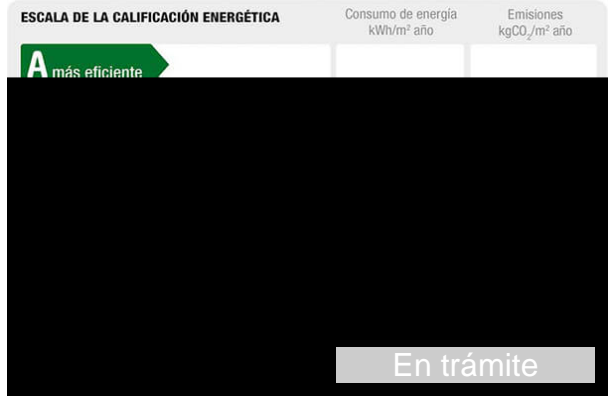 ESCALA DE LA CALIFICACIÓN ENERGÉTICA
Consumo de energía
kWh/m² año
Emisiones
kgCO₂/m² año
A más eficiente
En trámite